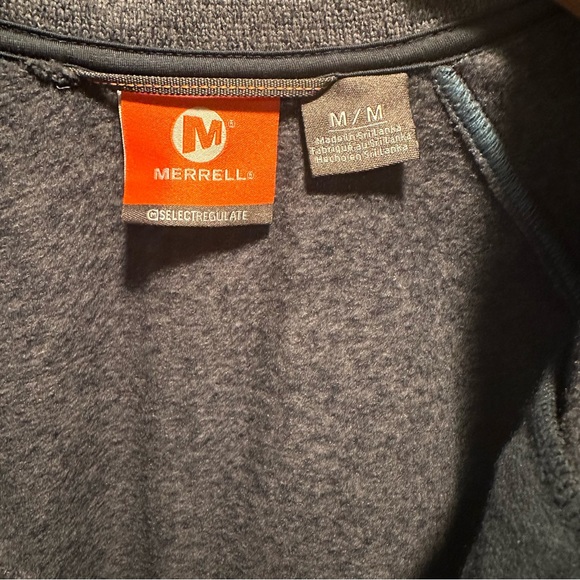 M
MERRELL®
M SELECTREGULATE
M/M
Made in Sri Lanka
Fabriqué au Sri Lanka
Hecho en Sri Lanka